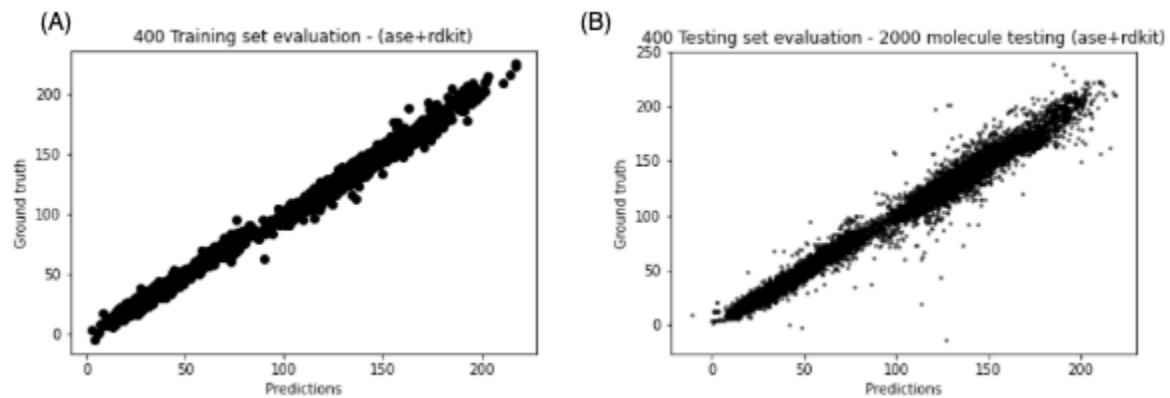 (A)
400 Training set evaluation - (ase+rdkit)
Ground truth
200
150
100
50
0
0 50 100 150 200
Predictions
(B)
400 Testing set evaluation - 2000 molecule testing (ase+rdkit)
Ground truth
250
200
150
100
50
0
0 50 100 150 200
Predictions